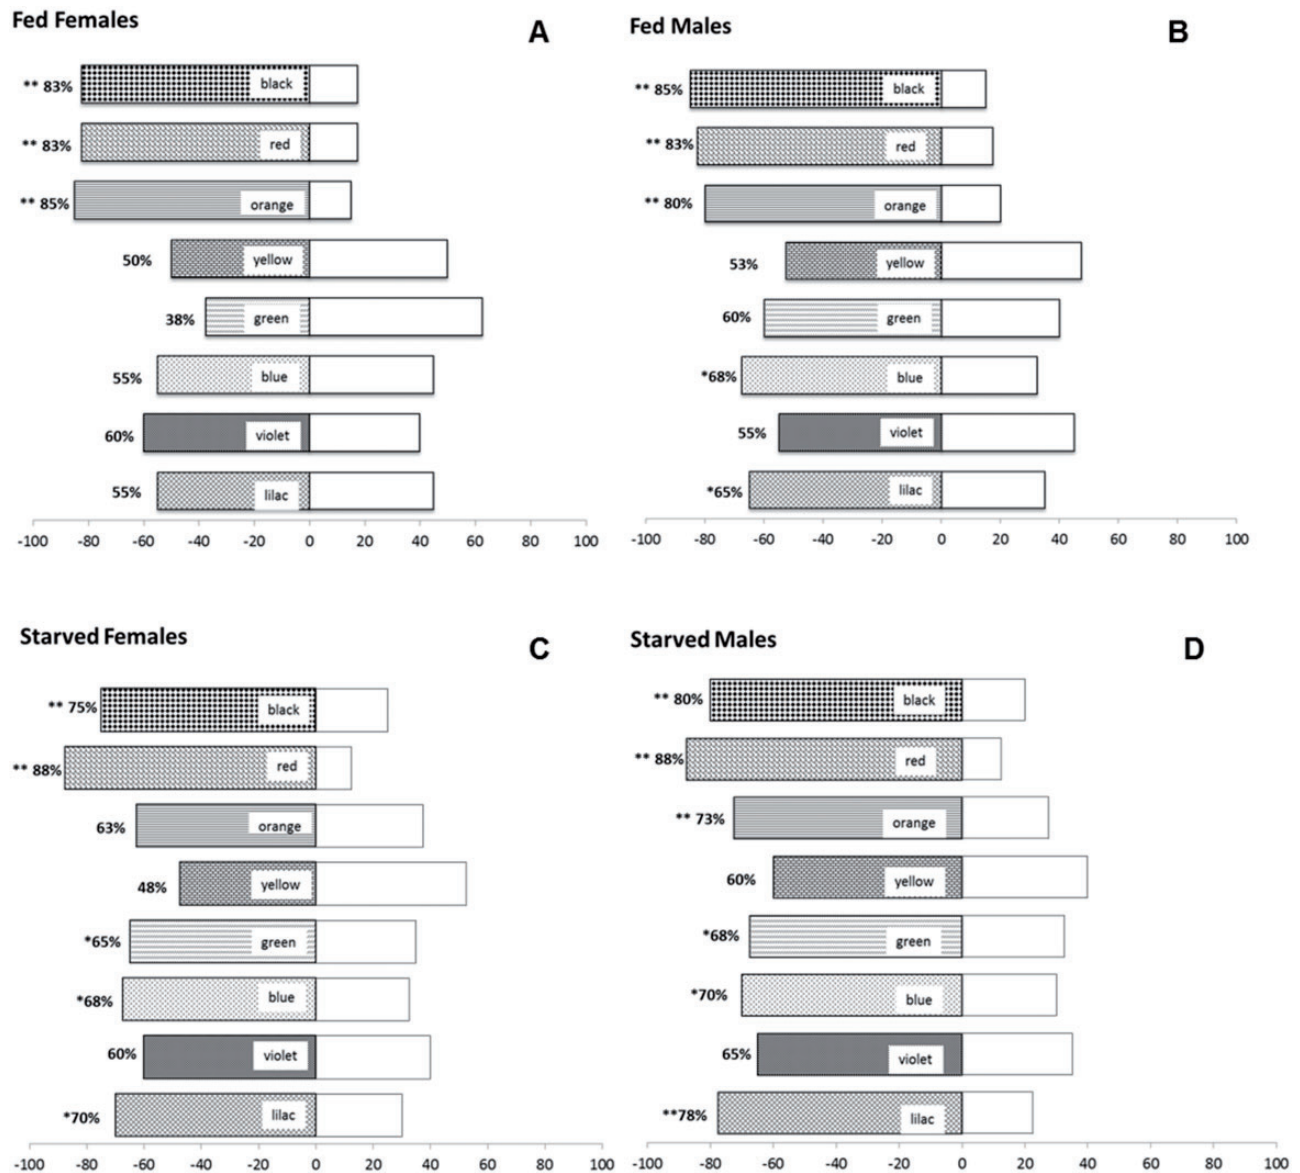 Fed Females
A
** 83% black
** 83% red
** 85% orange
50% yellow
38% green
55% blue
60% violet
55% lilac
-100 -80 -60 -40 -20 0 20 40 60 80 100
Fed Males
B
** 85% black
** 83% red
** 80% orange
53% yellow
60% green
*68% blue
55% violet
*65% lilac
-100 -80 -60 -40 -20 0 20 40 60 80 100
Starved Females
C
** 75% black
** 88% red
63% orange
48% yellow
*65% green
*68% blue
60% violet
*70% lilac
-100 -80 -60 -40 -20 0 20 40 60 80 100
Starved Males
D
** 80% black
** 88% red
** 73% orange
60% yellow
*68% green
*70% blue
65% violet
**78% lilac
-100 -80 -60 -40 -20 0 20 40 60 80 100